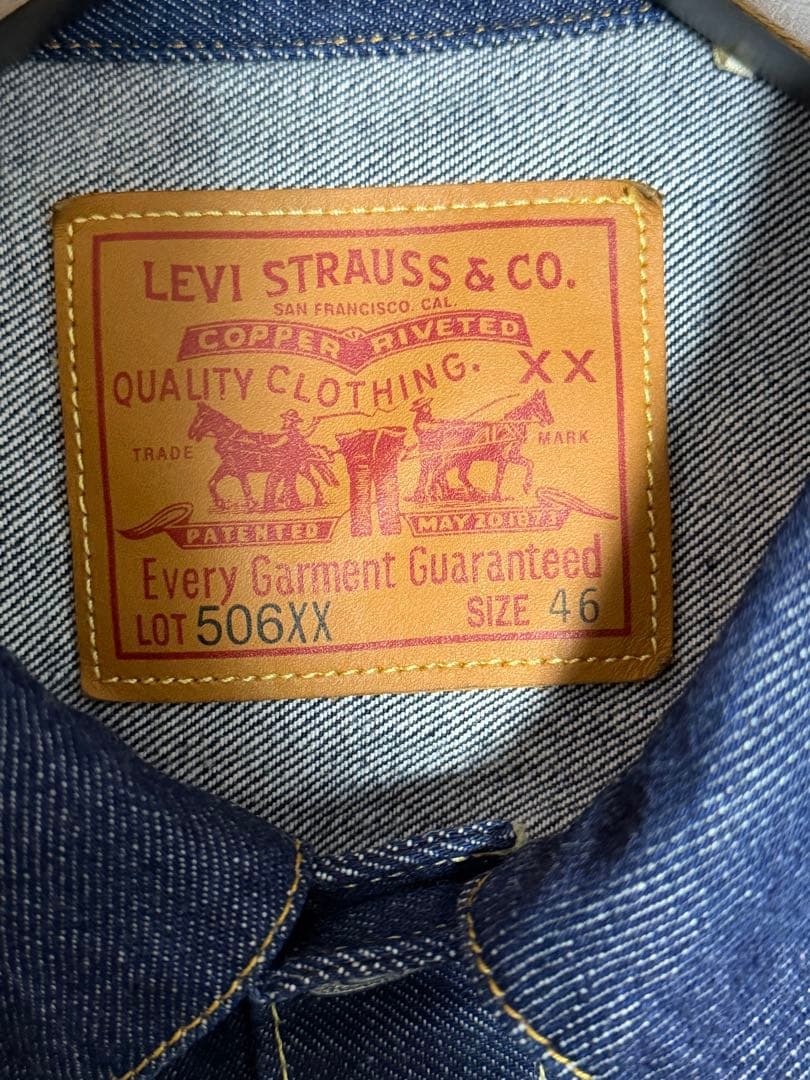 LEVI STRAUSS & CO.
SAN FRANCISCO. CAL.
COPPER RIVETED
QUALITY CLOTHING. XX
TRADE MARK
PATENTED MAY 20 1873
Every Garment Guaranteed
LOT 506XX SIZE 46